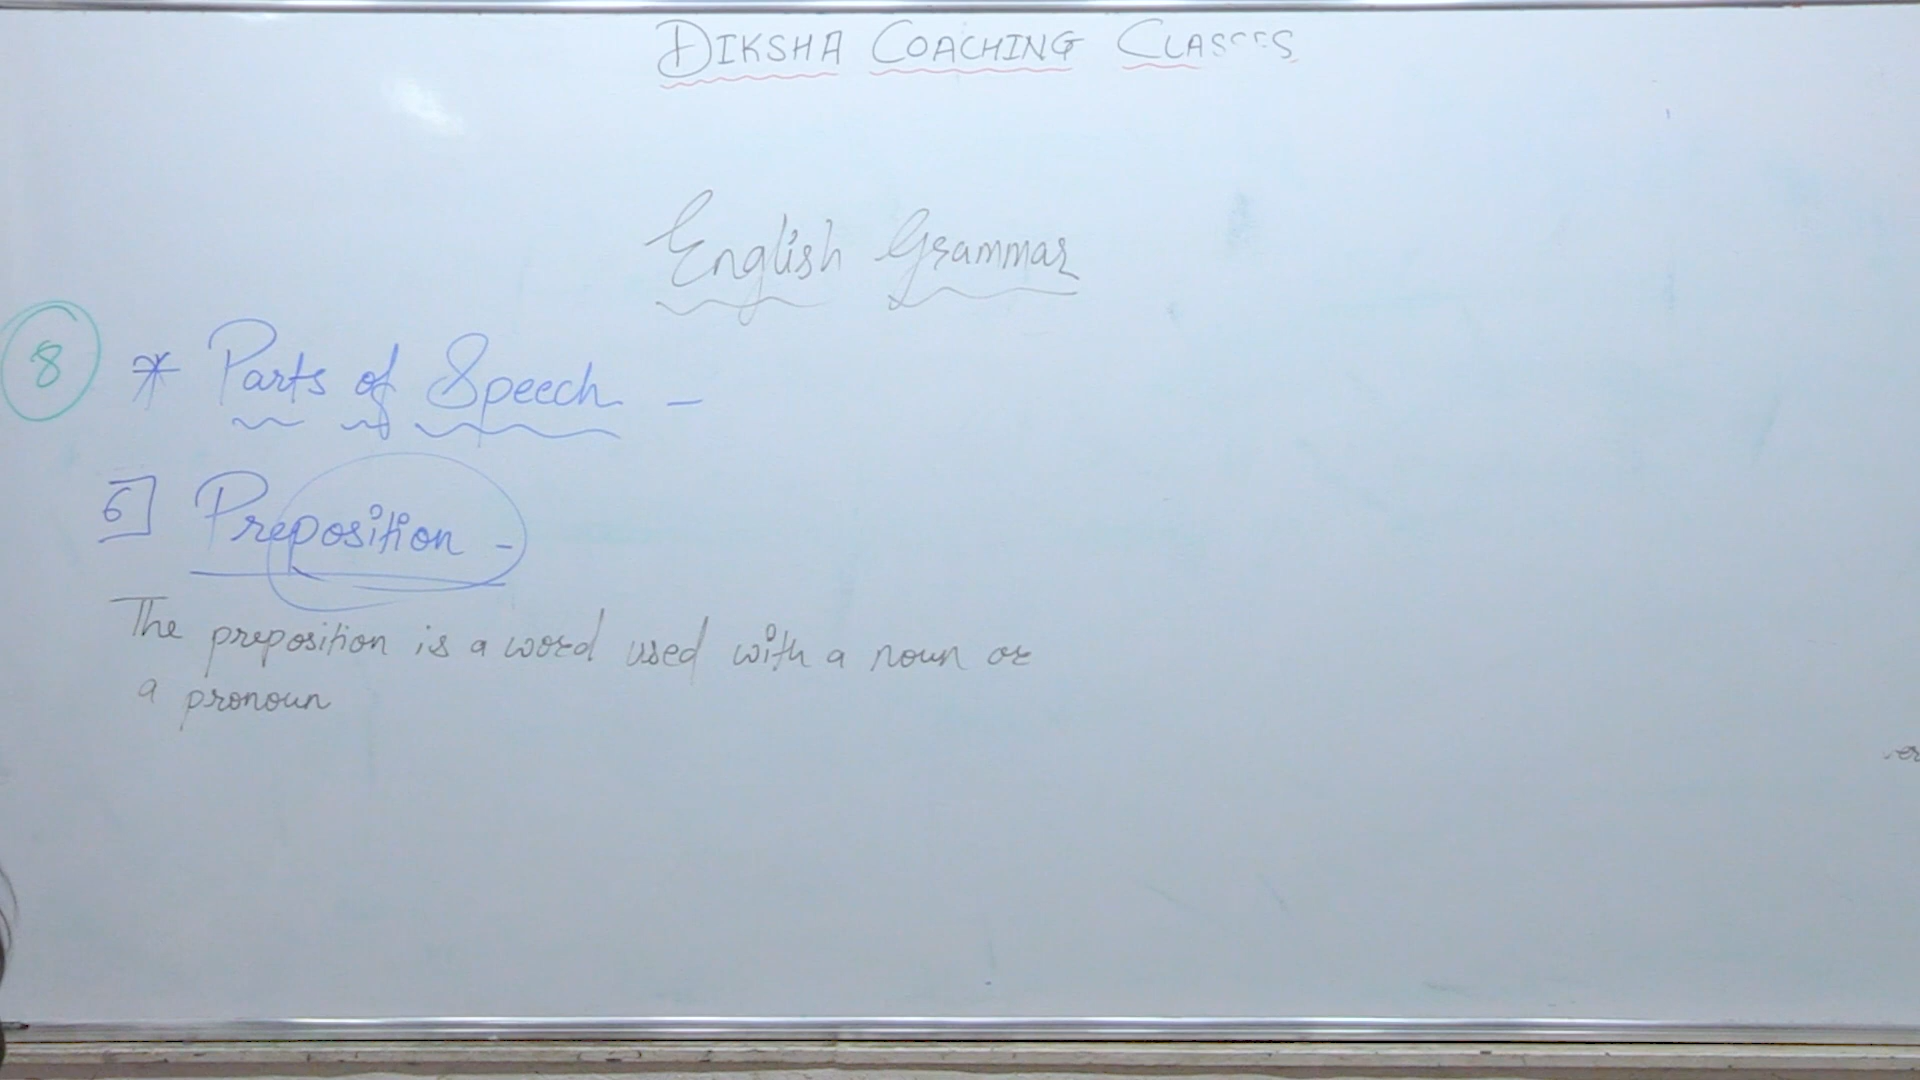 DIKSHA COACHING CLASSES
English Grammar
8 * Parts of Speech -
6] Preposition -
The preposition is a word used with a noun or
a pronoun